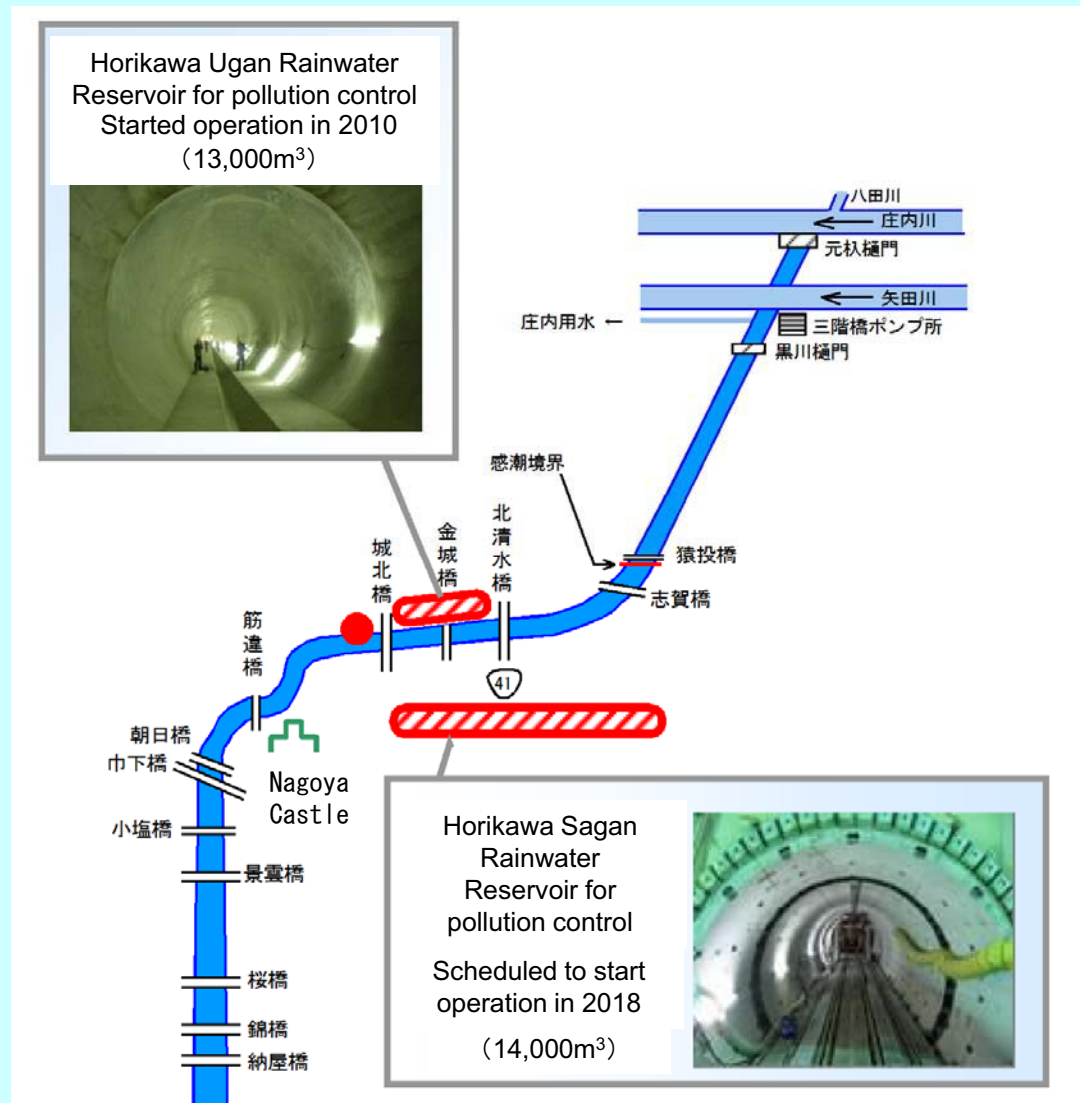 Horikawa Ugan Rainwater
Reservoir for pollution control
Started operation in 2010
（13,000m³）
八田川
庄内川
元杁樋門
矢田川
庄内用水
三階橋ポンプ所
黒川樋門
感潮境界
猿投橋
志賀橋
北清水橋
金城橋
城北橋
筋違橋
41
朝日橋
巾下橋
Nagoya
Castle
小塩橋
景雲橋
桜橋
錦橋
納屋橋
Horikawa Sagan
Rainwater
Reservoir for
pollution control
Scheduled to start
operation in 2018
（14,000m³）